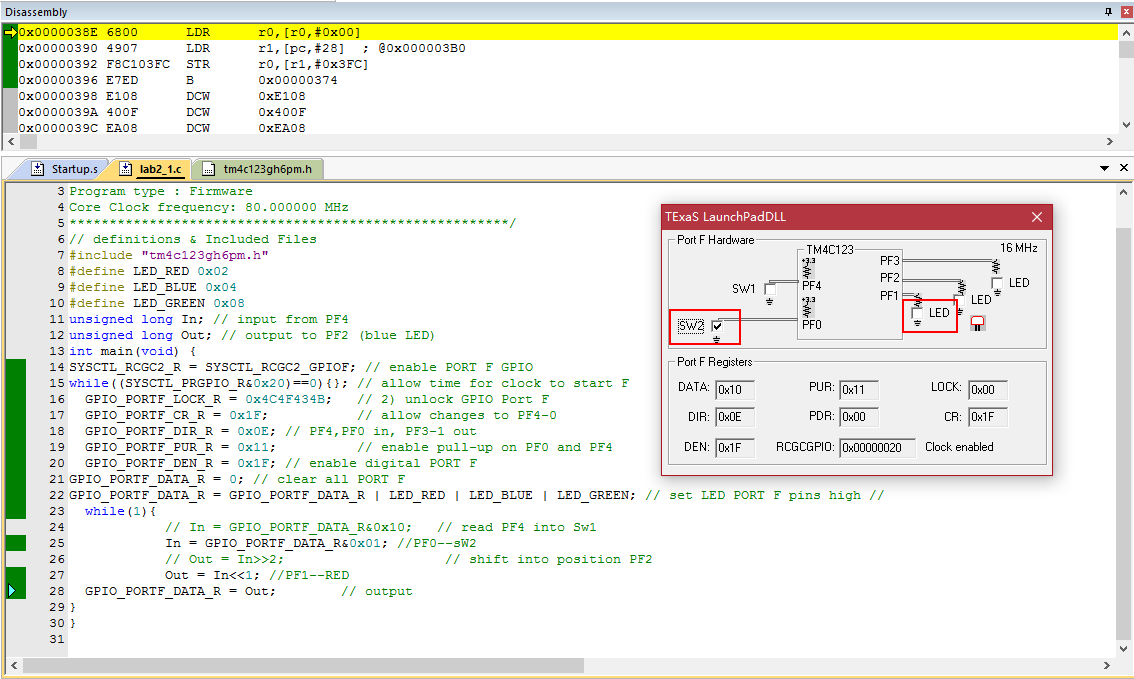 Disassembly
0x0000038E 6800 LDR r0,[r0,#0x00]
0x00000390 4907 LDR r1,[pc,#28] ; @0x000003B0
0x00000392 F8C103FC STR r0,[r1,#0x3FC]
0x00000396 E7ED B 0x00000374
0x00000398 E108 DCW 0xE108
0x0000039A 400F DCW 0x400F
0x0000039C EA08 DCW 0xEA08
Startup.s lab2_1.c tm4c123gh6pm.h
3 Program type : Firmware
4 Core Clock frequency: 80.000000 MHz
5 *******************************************************/
6 // definitions & Included Files
7 #include "tm4c123gh6pm.h"
8 #define LED_RED 0x02
9 #define LED_BLUE 0x04
10 #define LED_GREEN 0x08
11 unsigned long In; // input from PF4
12 unsigned long Out; // output to PF2 (blue LED)
13 int main(void) {
14 SYSCTL_RCGC2_R = SYSCTL_RCGC2_GPIOF; // enable PORT F GPIO
15 while((SYSCTL_PRGPIO_R&0x20)==0){}; // allow time for clock to start F
16 GPIO_PORTF_LOCK_R = 0x4C4F434B; // 2) unlock GPIO Port F
17 GPIO_PORTF_CR_R = 0x1F; // allow changes to PF4-0
18 GPIO_PORTF_DIR_R = 0x0E; // PF4,PF0 in, PF3-1 out
19 GPIO_PORTF_PUR_R = 0x11; // enable pull-up on PF0 and PF4
20 GPIO_PORTF_DEN_R = 0x1F; // enable digital PORT F
21 GPIO_PORTF_DATA_R = 0; // clear all PORT F
22 GPIO_PORTF_DATA_R = GPIO_PORTF_DATA_R | LED_RED | LED_BLUE | LED_GREEN; // set LED PORT F pins high //
23 while(1){
24 // In = GPIO_PORTF_DATA_R&0x10; // read PF4 into Sw1
25 In = GPIO_PORTF_DATA_R&0x01; //PF0--sW2
26 // Out = In>>2; // shift into position PF2
27 Out = In<<1; //PF1--RED
28 GPIO_PORTF_DATA_R = Out; // output
29 }
30 }
31
TExaS LaunchPadDLL
Port F Hardware
TM4C123
16 MHz
+3.3
PF3
PF2
PF1
SW1
PF4
LED
LED
LED
+3.3
SW2
PF0
Port F Registers
DATA: 0x10 PUR: 0x11 LOCK: 0x00
DIR: 0x0E PDR: 0x00 CR: 0x1F
DEN: 0x1F RCGCGPIO: 0x00000020 Clock enabled